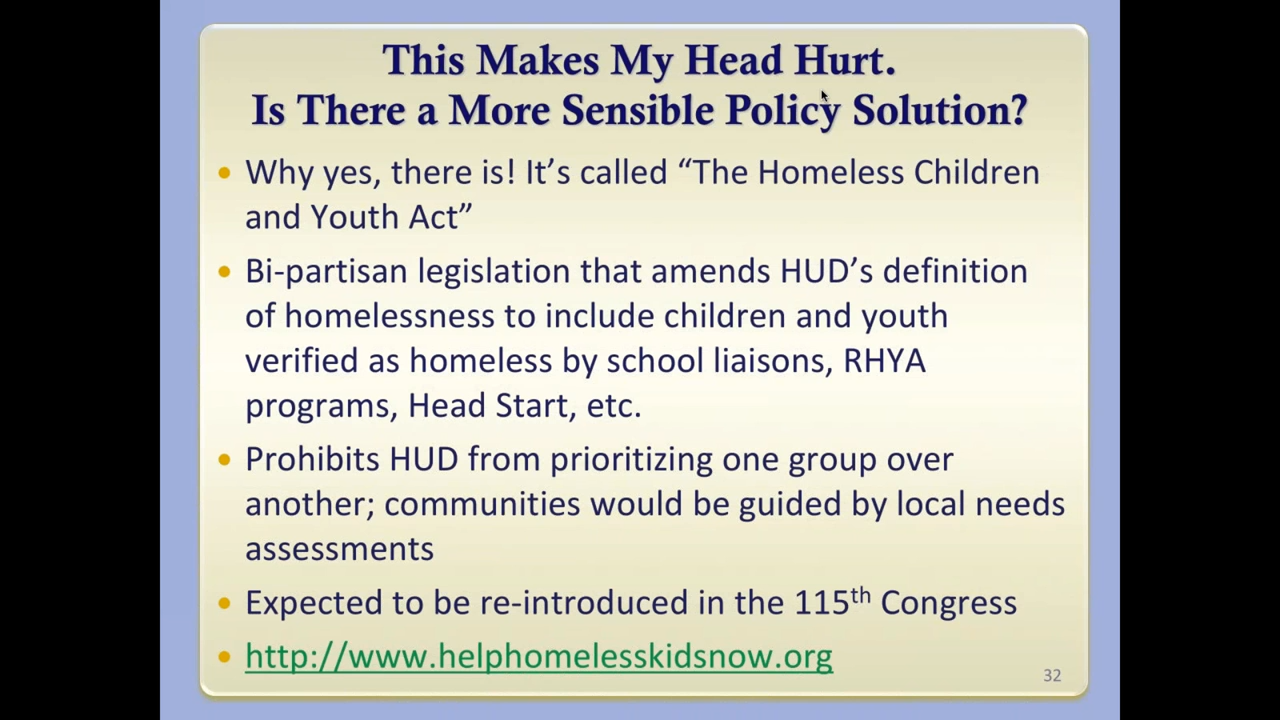 This Makes My Head Hurt.
Is There a More Sensible Policy Solution?
• Why yes, there is! It’s called “The Homeless Children
and Youth Act”
• Bi-partisan legislation that amends HUD’s definition
of homelessness to include children and youth
verified as homeless by school liaisons, RHYA
programs, Head Start, etc.
• Prohibits HUD from prioritizing one group over
another; communities would be guided by local needs
assessments
• Expected to be re-introduced in the 115th Congress
• http://www.helphomelesskidsnow.org
32